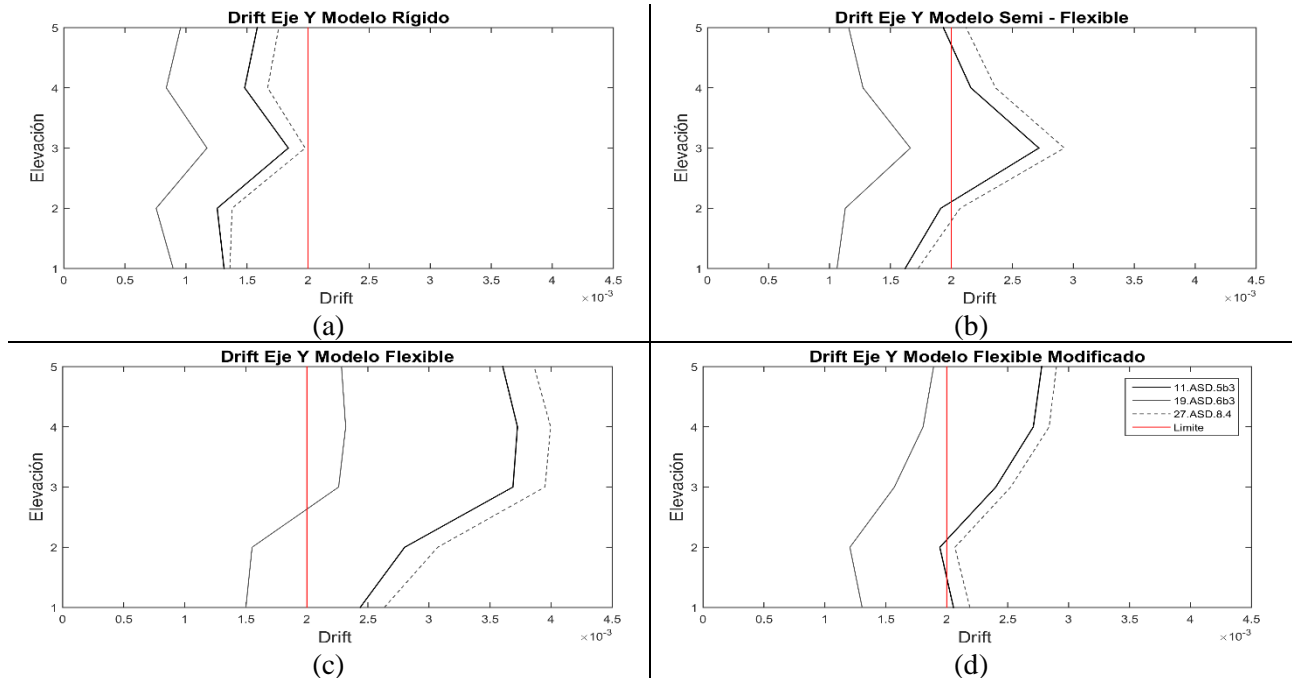 Drift Eje Y Modelo Rígido
5
4
3
2
1
Elevación
0 0.5 1 1.5 2 2.5 3 3.5 4 4.5
×10-3
Drift
(a)
Drift Eje Y Modelo Semi - Flexible
5
4
3
2
1
Elevación
0 0.5 1 1.5 2 2.5 3 3.5 4 4.5
×10-3
Drift
(b)
Drift Eje Y Modelo Flexible
5
4
3
2
1
Elevación
0 0.5 1 1.5 2 2.5 3 3.5 4 4.5
×10-3
Drift
(c)
Drift Eje Y Modelo Flexible Modificado
5
4
3
2
1
Elevación
11.ASD.5b3
19.ASD.6b3
27.ASD.8.4
Limite
0 0.5 1 1.5 2 2.5 3 3.5 4 4.5
×10-3
Drift
(d)